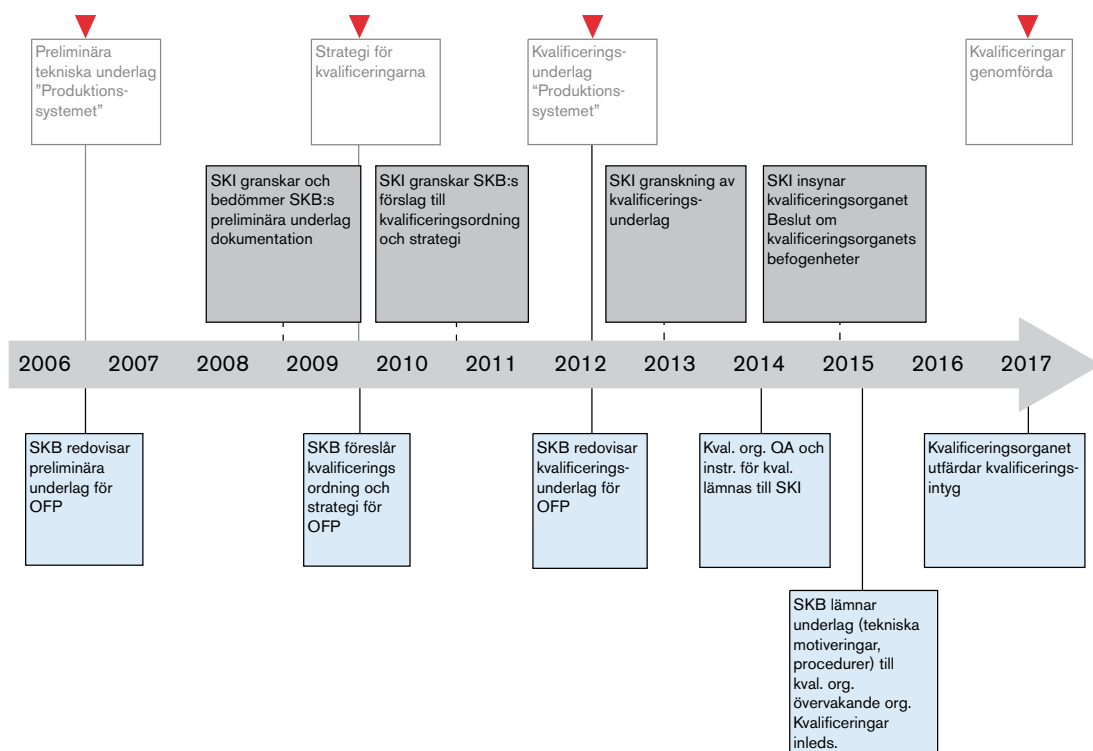 Preliminära
tekniska underlag
”Produktions-
systemet”
Strategi för
kvalificeringarna
Kvalificerings-
underlag
“Produktions-
systemet”
Kvalificeringar
genomförda
SKI granskar och
bedömmer SKB:s
preliminära underlag
dokumentation
SKI granskar SKB:s
förslag till
kvalificeringsordning
och strategi
SKI granskning av
kvalificerings-
underlag
SKI insynar
kvalificeringsorganet
Beslut om
kvalificeringsorganets
befogenheter
2006 2007 2008 2009 2010 2011 2012 2013 2014 2015 2016 2017
SKB redovisar
preliminära
underlag för
OFP
SKB föreslår
kvalificerings
ordning och
strategi för
OFP
SKB redovisar
kvalificerings-
underlag för
OFP
Kval. org. QA och
instr. för kval.
lämnas till SKI
Kvalificeringsorganet
utfärdar kvalificerings-
intyg
SKB lämnar
underlag (tekniska
motiveringar,
procedurer) till
kval. org.
övervakande org.
Kvalificeringar
inleds.